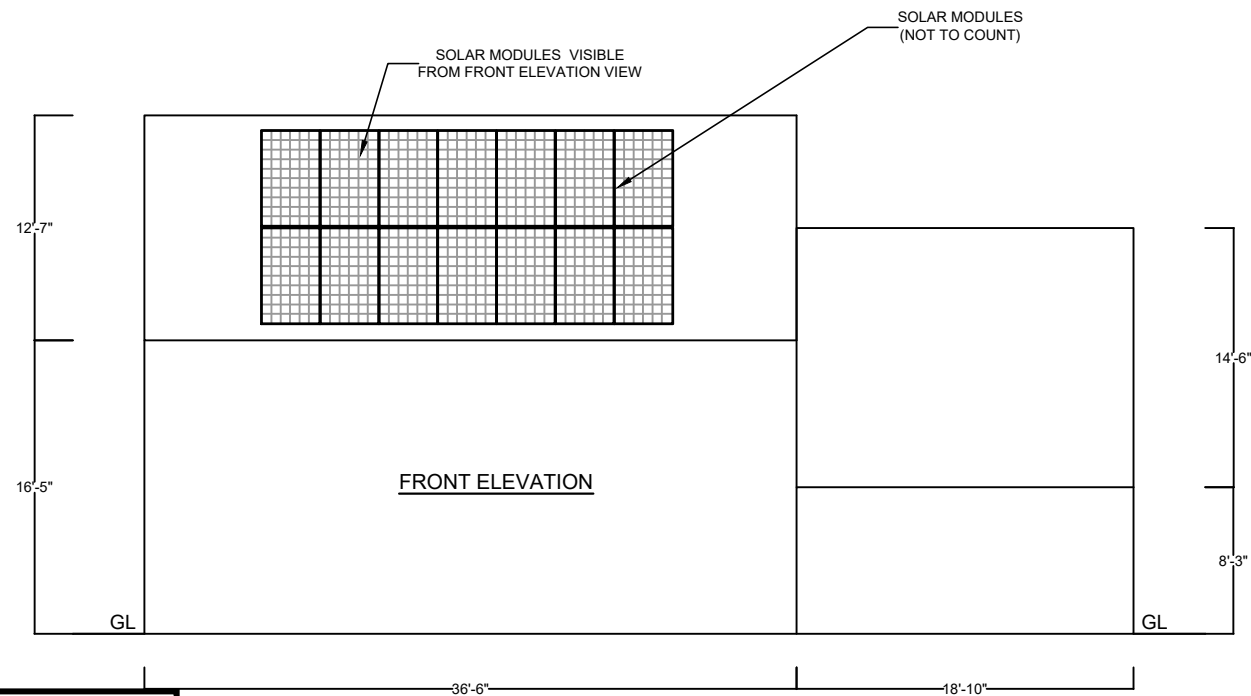 SOLAR MODULES
(NOT TO COUNT)
SOLAR MODULES VISIBLE
FROM FRONT ELEVATION VIEW
12'-7"
14'-6"
16'-5"
FRONT ELEVATION
8'-3"
GL
GL
36'-6"
18'-10"